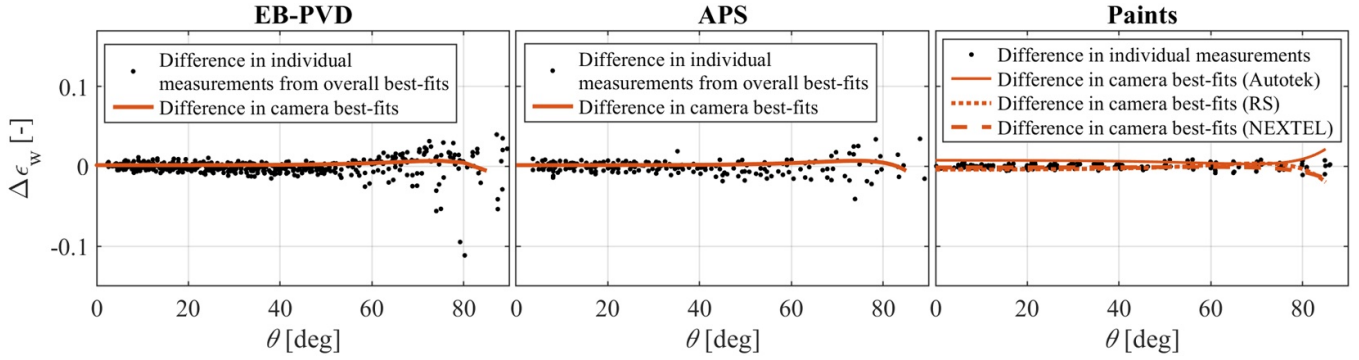 EB-PVD
APS
Paints
Difference in individual
measurements from overall best-fits
Difference in camera best-fits
Difference in individual
measurements from overall best-fits
Difference in camera best-fits
Difference in individual measurements
Difference in camera best-fits (Autotek)
Difference in camera best-fits (RS)
Difference in camera best-fits (NEXTEL)
Δϵw [-]
0.1
0
-0.1
0 20 40 60 80
0 20 40 60 80
0 20 40 60 80
θ [deg]
θ [deg]
θ [deg]